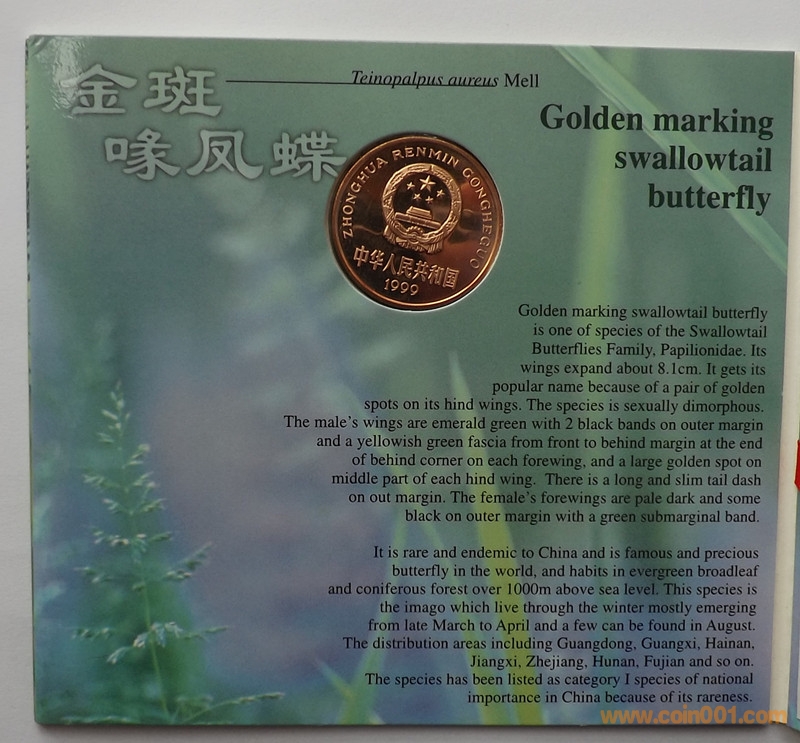 金斑
喙凤蝶
Teinopalpus aureus Mell
Golden marking
swallowtail
butterfly
ZHONGHUA RENMIN GONGHEGUO
中华人民共和国
1999
Golden marking swallowtail butterfly
is one of species of the Swallowtail
Butterflies Family, Papilionidae. Its
wings expand about 8.1cm. It gets its
popular name because of a pair of golden
spots on its hind wings. The species is sexually dimorphous.
The male's wings are emerald green with 2 black bands on outer margin
and a yellowish green fascia from front to behind margin at the end
of behind corner on each forewing, and a large golden spot on
middle part of each hind wing. There is a long and slim tail dash
on out margin. The female's forewings are pale dark and some
black on outer margin with a green submarginal band.
It is rare and endemic to China and is famous and precious
butterfly in the world, and habits in evergreen broadleaf
and coniferous forest over 1000m above sea level. This species is
the imago which live through the winter mostly emerging
from late March to April and a few can be found in August.
The distribution areas including Guangdong, Guangxi, Hainan,
Jiangxi, Zhejiang, Hunan, Fujian and so on.
The species has been listed as category I species of national
importance in China because of its rareness.
www.coin001.com